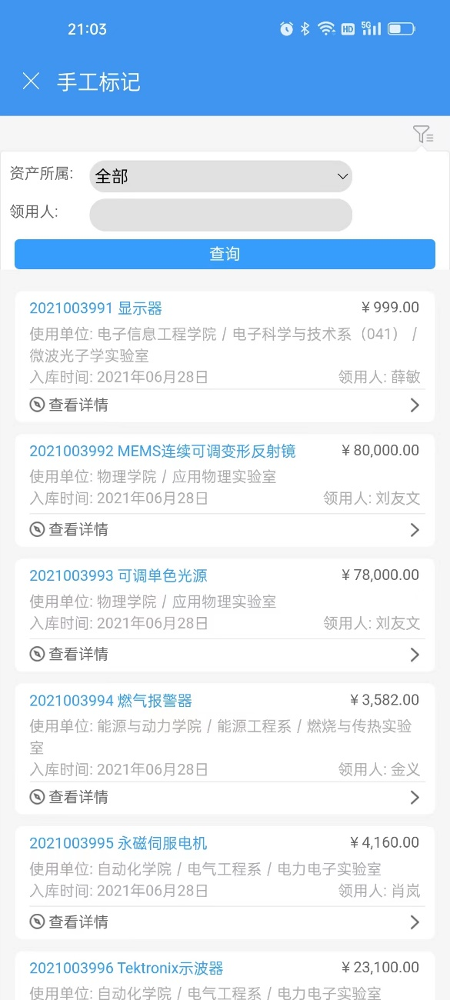 21:03
HD 5G
手工标记
资产所属:
全部
领用人:
查询
2021003991 显示器 ¥ 999.00
使用单位: 电子信息工程学院 / 电子科学与技术系（041） /
微波光子学实验室
入库时间: 2021年06月28日 领用人: 薛敏
查看详情
2021003992 MEMS连续可调变形反射镜 ¥ 80,000.00
使用单位: 物理学院 / 应用物理实验室
入库时间: 2021年06月28日 领用人: 刘友文
查看详情
2021003993 可调单色光源 ¥ 78,000.00
使用单位: 物理学院 / 应用物理实验室
入库时间: 2021年06月28日 领用人: 刘友文
查看详情
2021003994 燃气报警器 ¥ 3,582.00
使用单位: 能源与动力学院 / 能源工程系 / 燃烧与传热实验
室
入库时间: 2021年06月28日 领用人: 金义
查看详情
2021003995 永磁伺服电机 ¥ 4,160.00
使用单位: 自动化学院 / 电气工程系 / 电力电子实验室
入库时间: 2021年06月28日 领用人: 肖岚
查看详情
2021003996 Tektronix示波器 ¥ 23,100.00
使用单位: 自动化学院 / 电气工程系 / 电力电子实验室